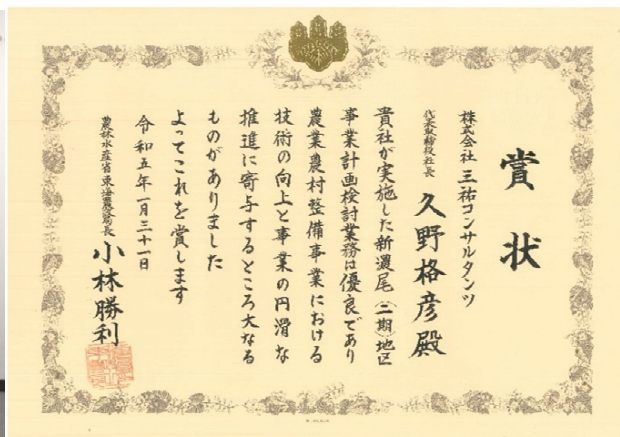 賞状
株式会社 三祐コンサルタンツ
代表取締役社長 久野格彦殿
貴社が実施した新濃尾(二期)地区
事業計画検討業務は優良であり
農業農村整備事業における
技術の向上と事業の円滑な
推進に寄与するところ大なる
ものがありました
よってこれを賞します
令和五年一月三十一日
農林水産省東海農政局長 小林勝利